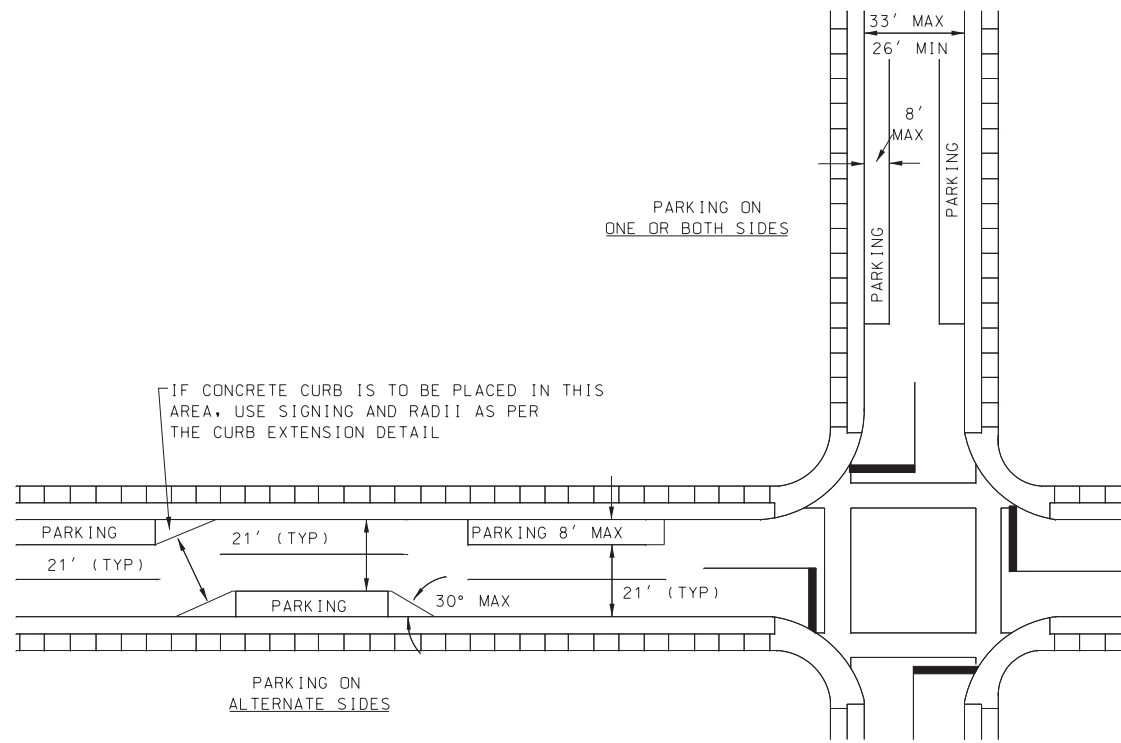 33' MAX
26' MIN
8'
MAX
PARKING
PARKING
PARKING ON
ONE OR BOTH SIDES
IF CONCRETE CURB IS TO BE PLACED IN THIS
AREA, USE SIGNING AND RADII AS PER
THE CURB EXTENSION DETAIL
PARKING
21' (TYP)
PARKING 8' MAX
21' (TYP)
21' (TYP)
30° MAX
PARKING
PARKING ON
ALTERNATE SIDES